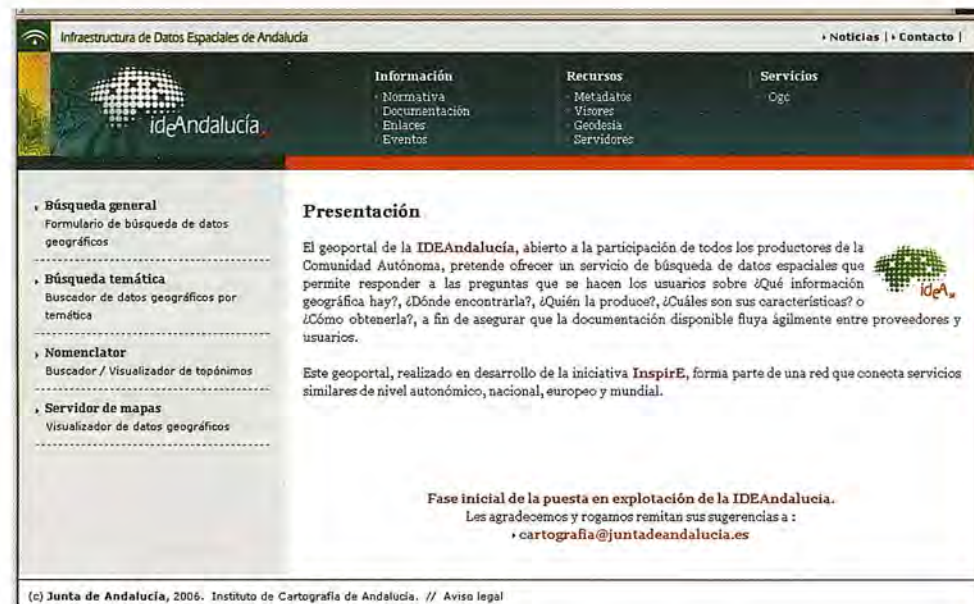 Infraestructura de Datos Espaciales de Andalucía
Noticias | Contacto |
ideAndalucía
Información
Normativa
Documentación
Enlaces
Eventos
Recursos
Metadatos
Visores
Geodesia
Servidores
Servicios
Ogc
Búsqueda general
Formulario de búsqueda de datos
geográficos
Búsqueda temática
Buscador de datos geográficos por
temática
Nomenclator
Buscador / Visualizador de topónimos
Servidor de mapas
Visualizador de datos geográficos
Presentación
El geoportal de la IDEAndalucía, abierto a la participación de todos los productores de la
Comunidad Autónoma, pretende ofrecer un servicio de búsqueda de datos espaciales que
permite responder a las preguntas que se hacen los usuarios sobre ¿Qué información
geográfica hay?, ¿Dónde encontrarla?, ¿Quién la produce?, ¿Cuáles son sus características? o
¿Cómo obtenerla?, a fin de asegurar que la documentación disponible fluya ágilmente entre proveedores y
usuarios.
ideA
Este geoportal, realizado en desarrollo de la iniciativa InspirE, forma parte de una red que conecta servicios
similares de nivel autonómico, nacional, europeo y mundial.
Fase inicial de la puesta en explotación de la IDEAndalucia.
Les agradecemos y rogamos remitan sus sugerencias a :
cartografia@juntadeandalucia.es
(c) Junta de Andalucía, 2006. Instituto de Cartografía de Andalucía. // Aviso legal